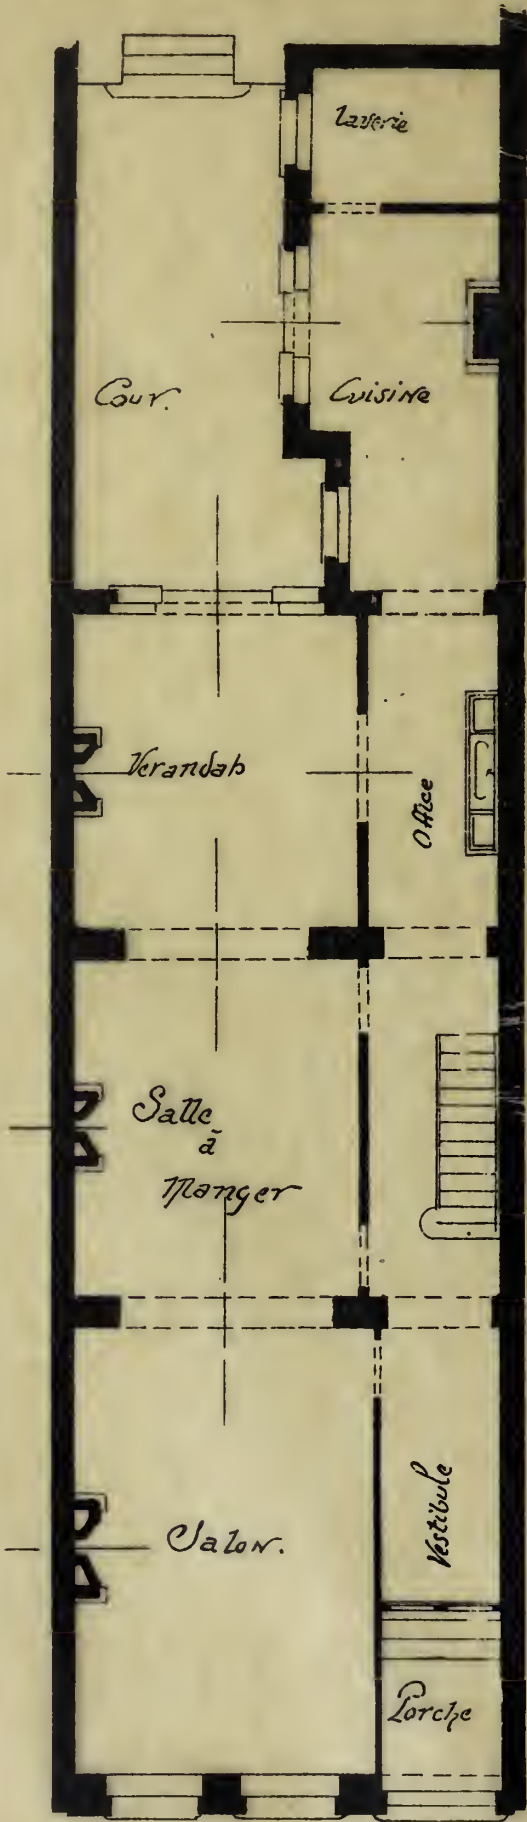 Laverie
Cour.
Cuisine
Verandah
Office
Salle
à
Manger
Salon.
Vestibule
Porche